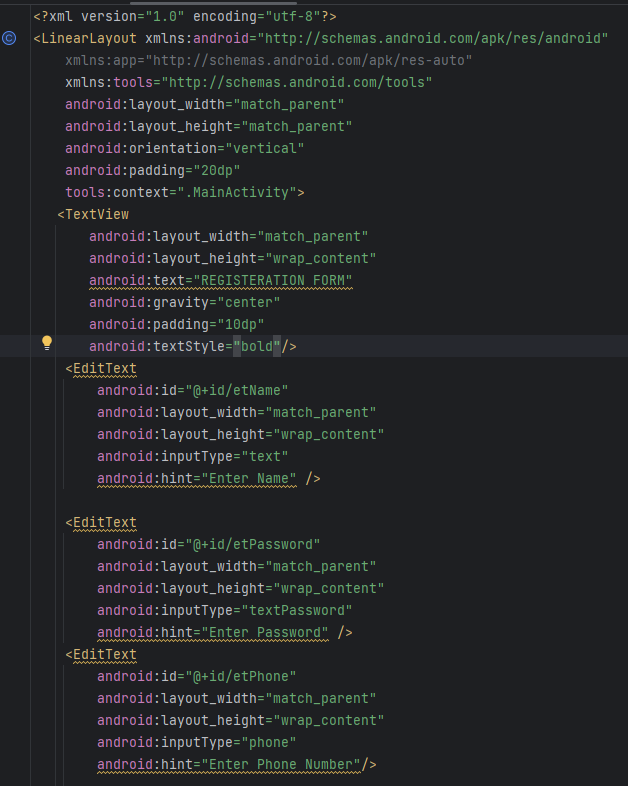 <?xml version="1.0" encoding="utf-8"?>
<LinearLayout xmlns:android="http://schemas.android.com/apk/res/android"
    xmlns:app="http://schemas.android.com/apk/res-auto"
    xmlns:tools="http://schemas.android.com/tools"
    android:layout_width="match_parent"
    android:layout_height="match_parent"
    android:orientation="vertical"
    android:padding="20dp"
    tools:context=".MainActivity">
   <TextView
       android:layout_width="match_parent"
       android:layout_height="wrap_content"
       android:text="REGISTERATION FORM"
       android:gravity="center"
       android:padding="10dp"
       android:textStyle="bold"/>
    <EditText
        android:id="@+id/etName"
        android:layout_width="match_parent"
        android:layout_height="wrap_content"
        android:inputType="text"
        android:hint="Enter Name" />

    <EditText
        android:id="@+id/etPassword"
        android:layout_width="match_parent"
        android:layout_height="wrap_content"
        android:inputType="textPassword"
        android:hint="Enter Password" />
    <EditText
        android:id="@+id/etPhone"
        android:layout_width="match_parent"
        android:layout_height="wrap_content"
        android:inputType="phone"
        android:hint="Enter Phone Number"/>